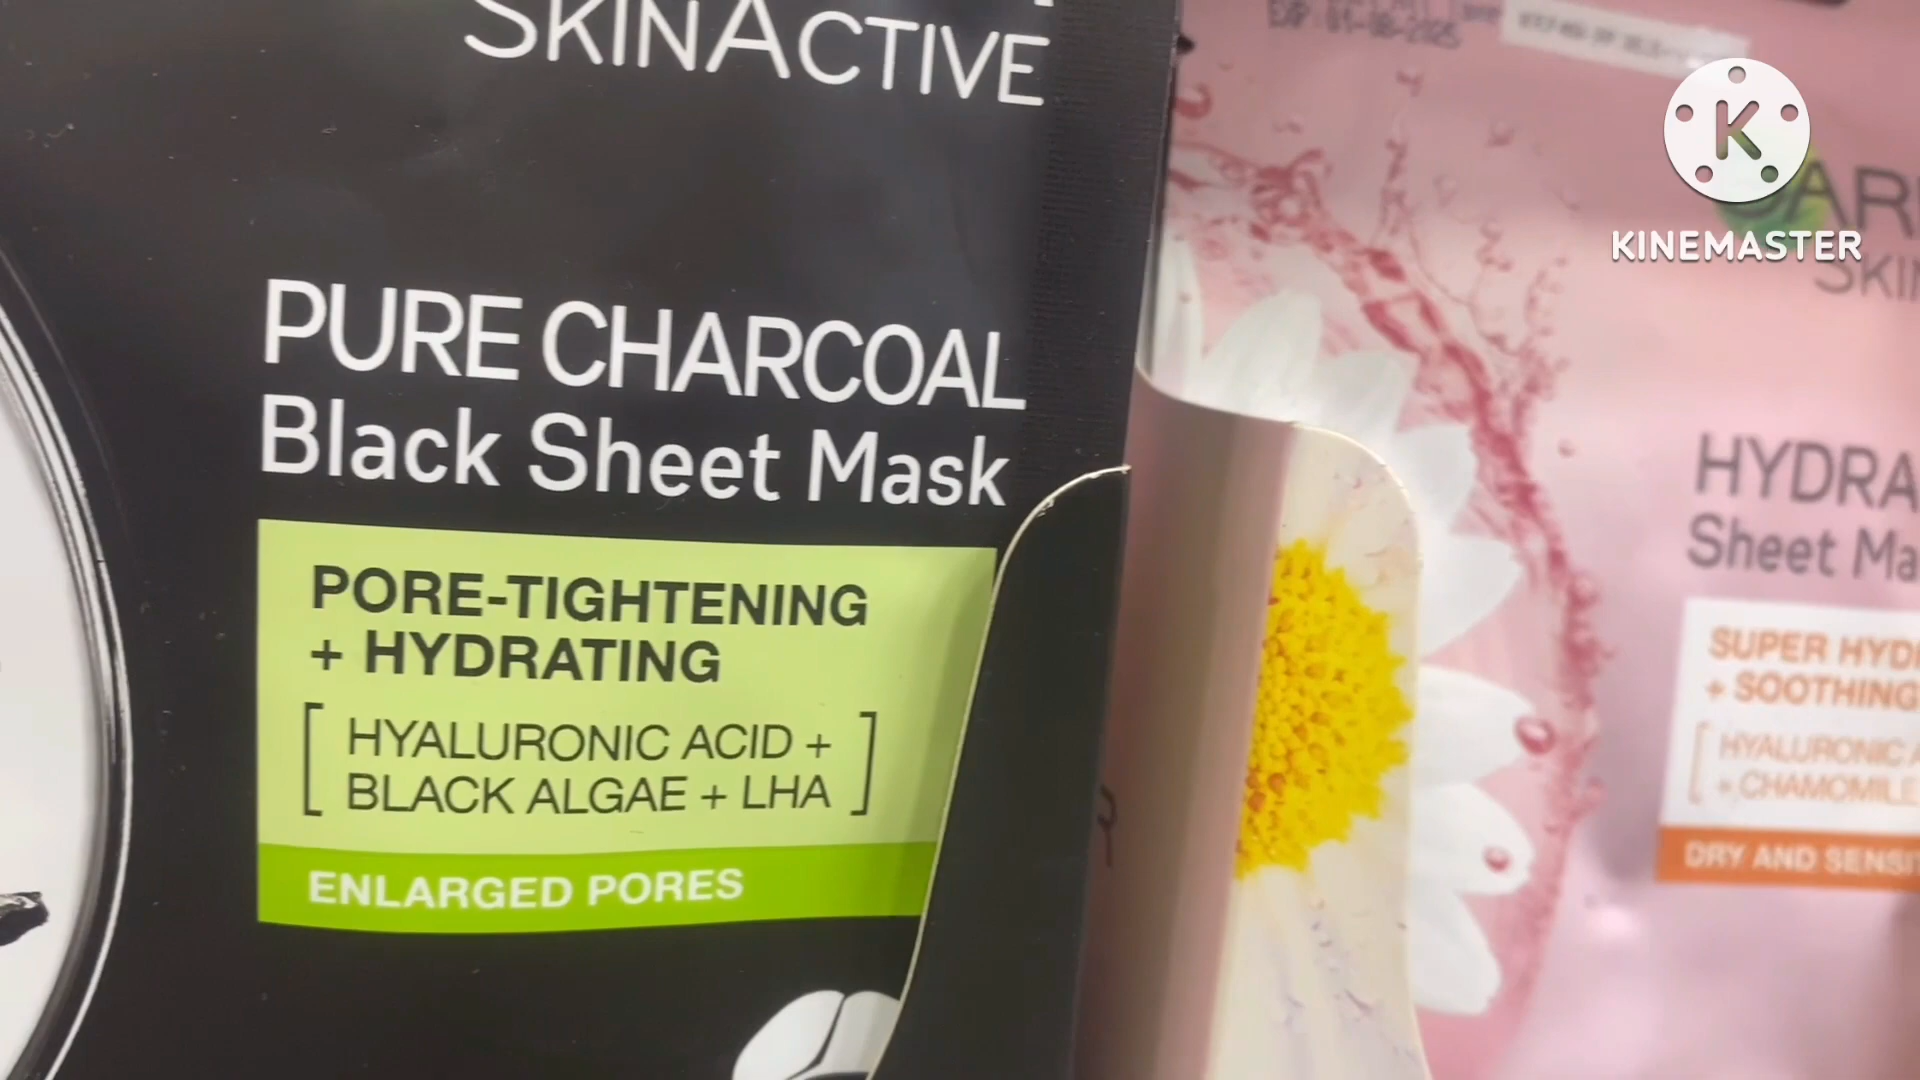 SKINACTIVE
PURE CHARCOAL
Black Sheet Mask
PORE-TIGHTENING
+ HYDRATING
HYALURONIC ACID +
BLACK ALGAE + LHA
ENLARGED PORES
K
KINEMASTER
HYDRA
Sheet Ma
SUPER HYD
+ SOOTHING
HYALURONIC A
+ CHAMOMILE
DRY AND SENSI